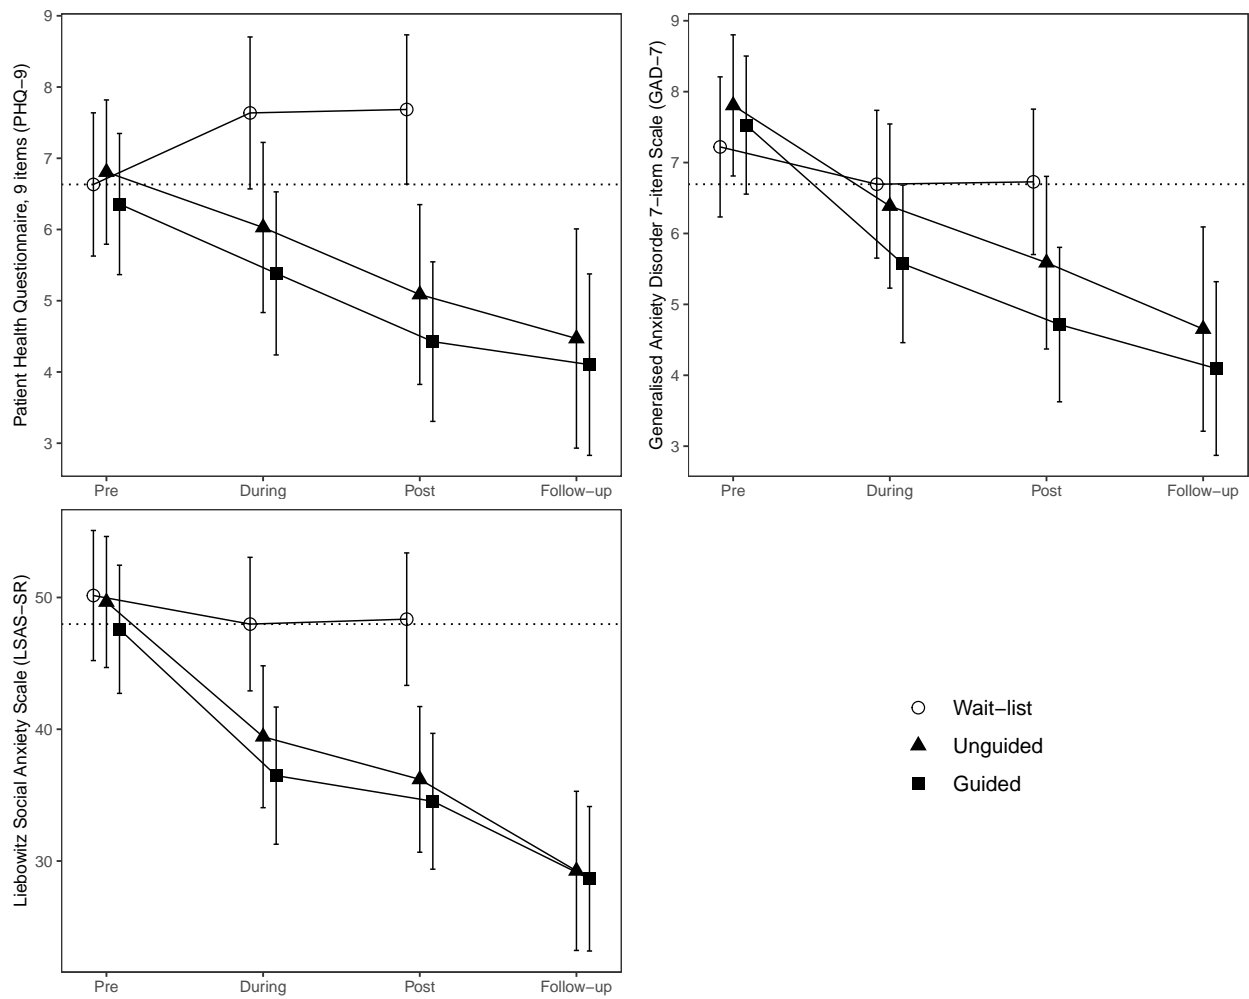 Patient Health Questionnaire, 9 items (PHQ−9)
9
8
7
6
5
4
3
Pre
During
Post
Follow−up
Generalised Anxiety Disorder 7−item Scale (GAD−7)
9
8
7
6
5
4
3
Pre
During
Post
Follow−up
Liebowitz Social Anxiety Scale (LSAS−SR)
50
40
30
Pre
During
Post
Follow−up
Wait−list
Unguided
Guided